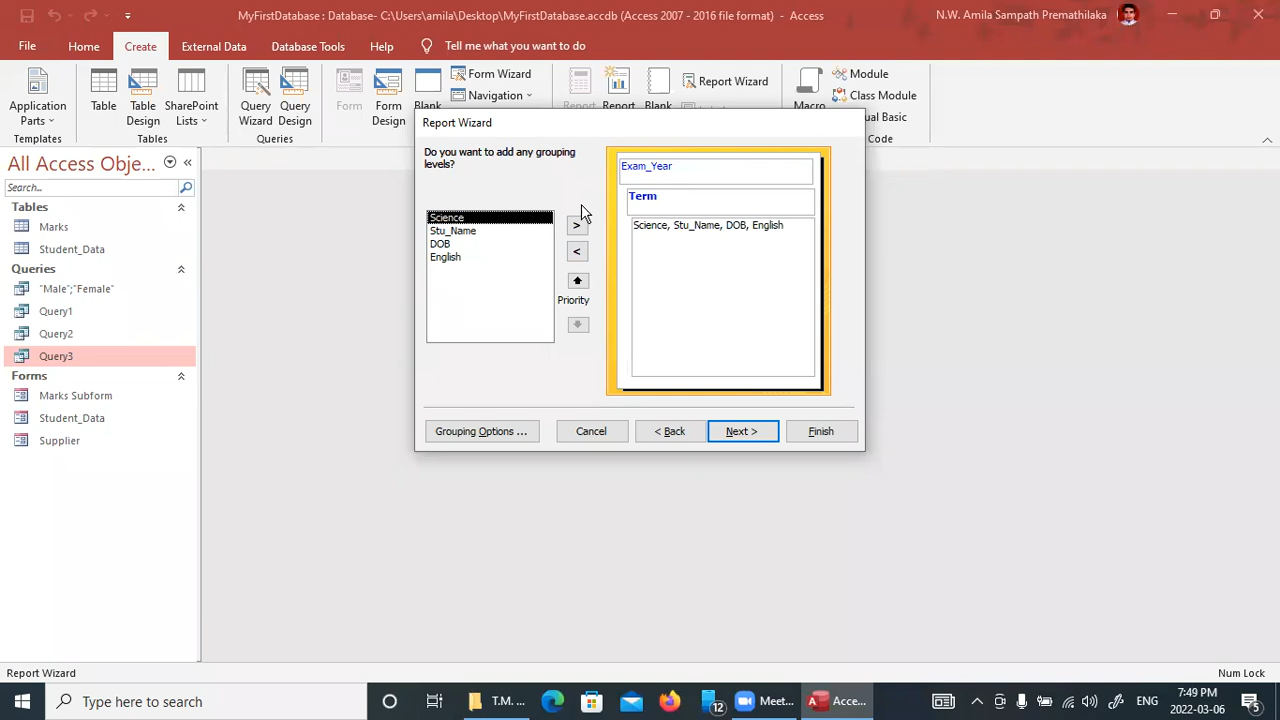 MyFirstDatabase : Database- C:\Users\amila\Desktop\MyFirstDatabase.accdb (Access 2007 - 2016 file format) - Access
N.W. Amila Sampath Premathilaka
File Home Create External Data Database Tools Help Tell me what you want to do
Application Parts
Templates
Table
Table Design
SharePoint Lists
Tables
Query Wizard
Query Design
Queries
Form
Form Design
Blank
Form Wizard
Navigation
Report
Report
Blank
Report Wizard
Macro
Module
Class Module
Code
All Access Obje...
Search...
Tables
Marks
Student_Data
Queries
"Male";"Female"
Query1
Query2
Query3
Forms
Marks Subform
Student_Data
Supplier
Report Wizard
Do you want to add any grouping
levels?
Science
Stu_Name
DOB
English
>
<
Priority
Exam_Year
Term
Science, Stu_Name, DOB, English
Grouping Options ...
Cancel
< Back
Next >
Finish
Report Wizard
Num Lock
Type here to search
T.M. ...
12
Meet...
Acce...
ENG
7:49 PM
2022-03-06
5